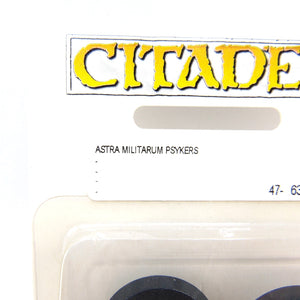 CITADE
ASTRA MILITARUM PSYKERS
-
-
-
47- 63